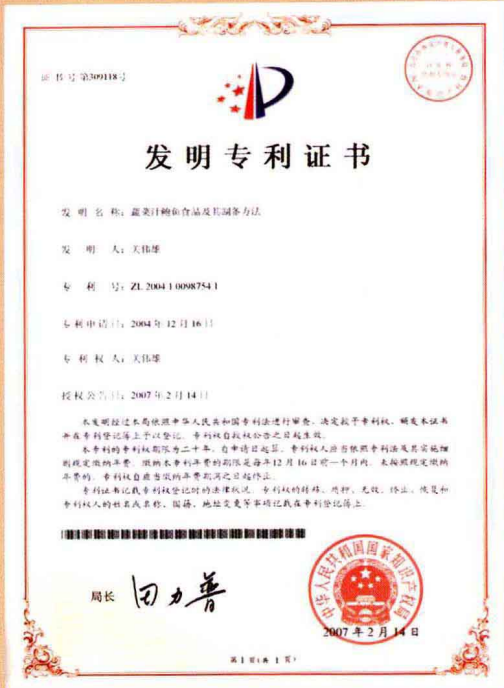 证书号第309118号
发明专利证书
发明名称：蔬菜汁鲍鱼食品及其制备方法
发明人：关伟雄
专利号：ZL 2004 1 0098754.1
专利申请日：2004年12月16日
专利权人：关伟雄
授权公告日：2007年2月14日
本发明经过本局依照中华人民共和国专利法进行审查，决定授予专利权，颁发本证书
并在专利登记簿上予以登记。专利权自授权公告之日起生效。
本专利的专利权期限为二十年，自申请日起算。专利权人应当依照专利法及其实施细
则规定缴纳年费。缴纳本专利年费的期限是每年12月16日前一个月内。未按照规定缴纳
年费的，专利权自应当缴纳年费期满之日起终止。
专利证书记载专利权登记时的法律状况。专利权的转移、质押、无效、终止、恢复和
专利权人的姓名或名称、国籍、地址变更等事项记载在专利登记簿上。
局长 田力普
中华人民共和国国家知识产权局
2007年2月14日
第1页(共1页)